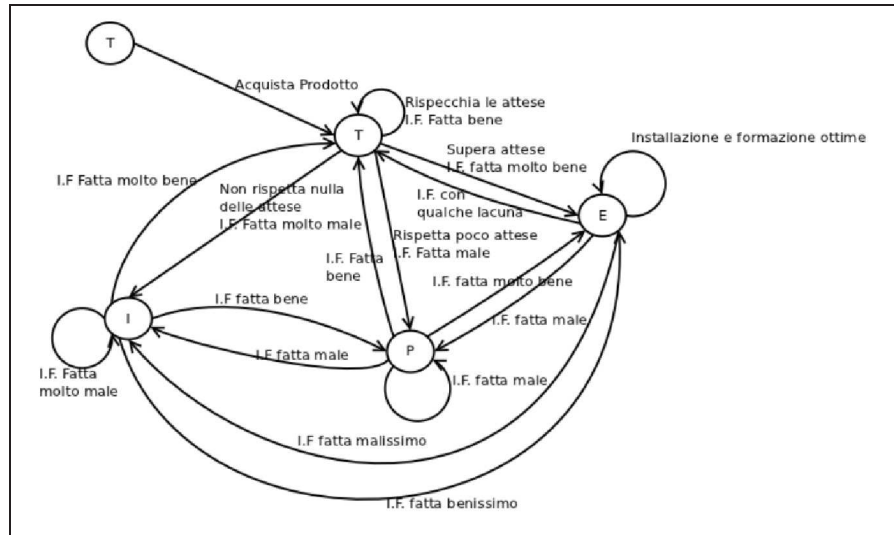 T
Acquista Prodotto
T
Rispecchia le attese
I.F. Fatta bene
Installazione e formazione ottime
Supera attese
I.F. fatta molto bene
I.F Fatta molto bene
Non rispetta nulla
delle attese
I.F. Fatta molto male
I.F. con
qualche lacuna
E
Rispetta poco attese
I.F. Fatta male
I.F. Fatta
bene
I.F. fatta molto bene
I.F fatta bene
I
I.F. fatta male
P
I.F fatta male
I.F. Fatta
molto male
I.F. fatta male
I.F fatta malissimo
I.F. fatta benissimo